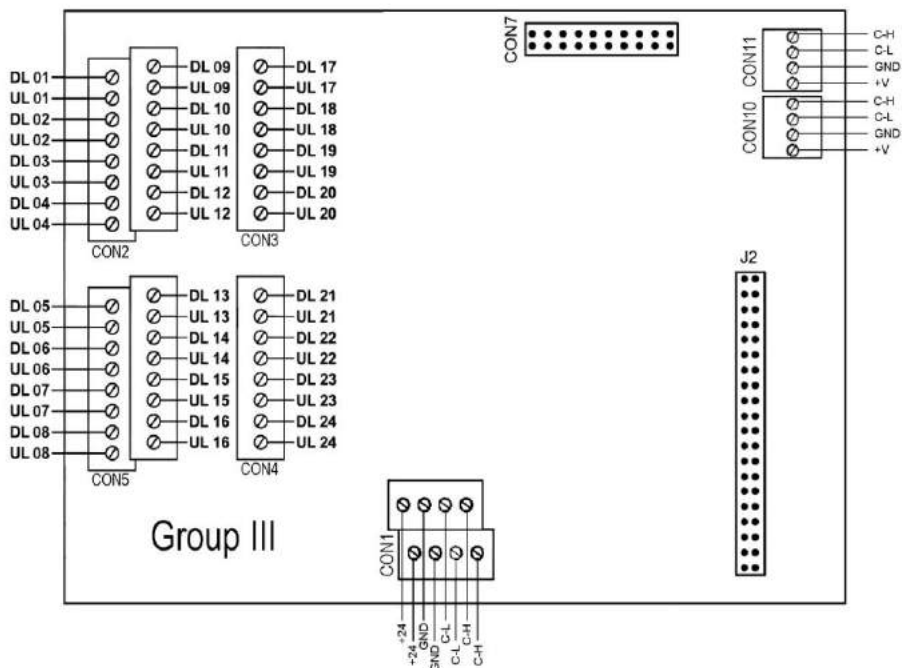 CON7
CON11
C-H
C-L
GND
+V
CON10
C-H
C-L
GND
+V
DL 01
UL 01
DL 02
UL 02
DL 03
UL 03
DL 04
UL 04
CON2
DL 09
UL 09
DL 10
UL 10
DL 11
UL 11
DL 12
UL 12
DL 17
UL 17
DL 18
UL 18
DL 19
UL 19
DL 20
UL 20
CON3
J2
DL 05
UL 05
DL 06
UL 06
DL 07
UL 07
DL 08
UL 08
CON5
DL 13
UL 13
DL 14
UL 14
DL 15
UL 15
DL 16
UL 16
DL 21
UL 21
DL 22
UL 22
DL 23
UL 23
DL 24
UL 24
CON4
Group III
CON1
+24
+24
GND
GND
C-L
C-L
C-H
C-H